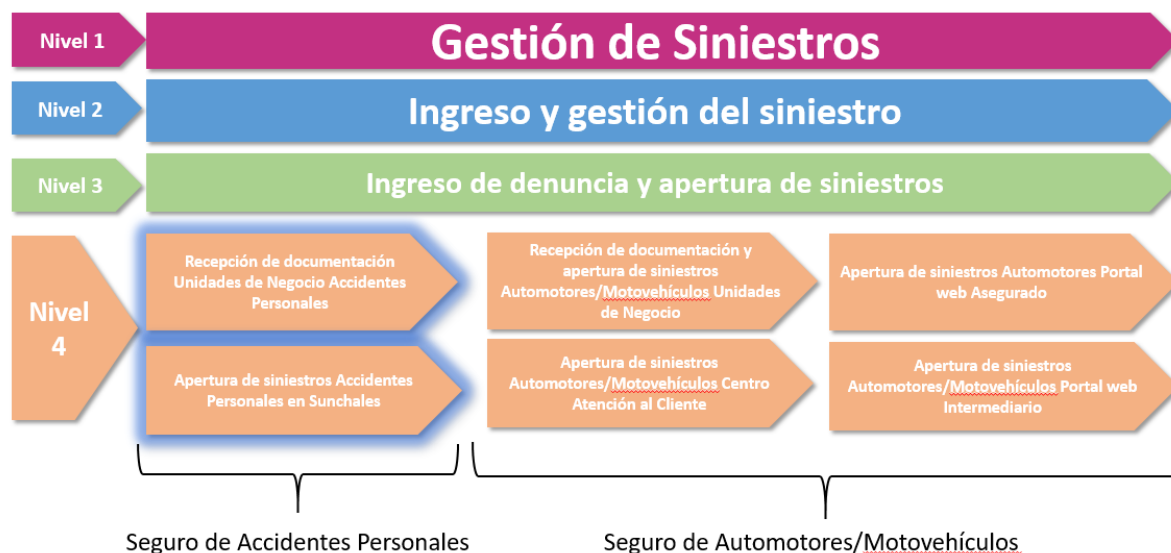 Nivel 1
Gestión de Siniestros
Nivel 2
Ingreso y gestión del siniestro
Nivel 3
Ingreso de denuncia y apertura de siniestros
Nivel
4
Recepción de documentación
Unidades de Negocio Accidentes
Personales
Recepción de documentación y
apertura de siniestros
Automotores/Motovehículos Unidades
de Negocio
Apertura de siniestros Automotores Portal
web Asegurado
Apertura de siniestros Accidentes
Personales en Sunchales
Apertura de siniestros
Automotores/Motovehículos Centro
Atención al Cliente
Apertura de siniestros
Automotores/Motovehículos Portal web
Intermediario
Seguro de Accidentes Personales
Seguro de Automotores/Motovehículos